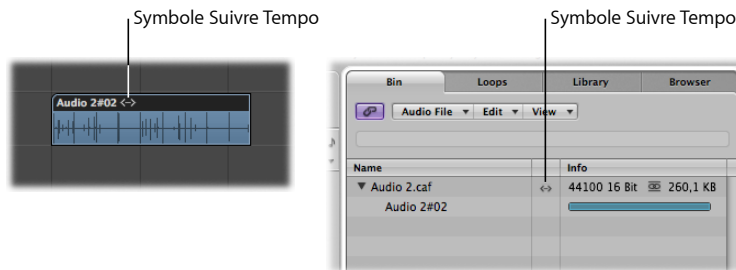 Symbole Suivre Tempo
Symbole Suivre Tempo
Audio 2#02
Bin Loops Library Browser
Audio File Edit View
Name Info
Audio 2.caf 44100 16 Bit 260,1 KB
Audio 2#02